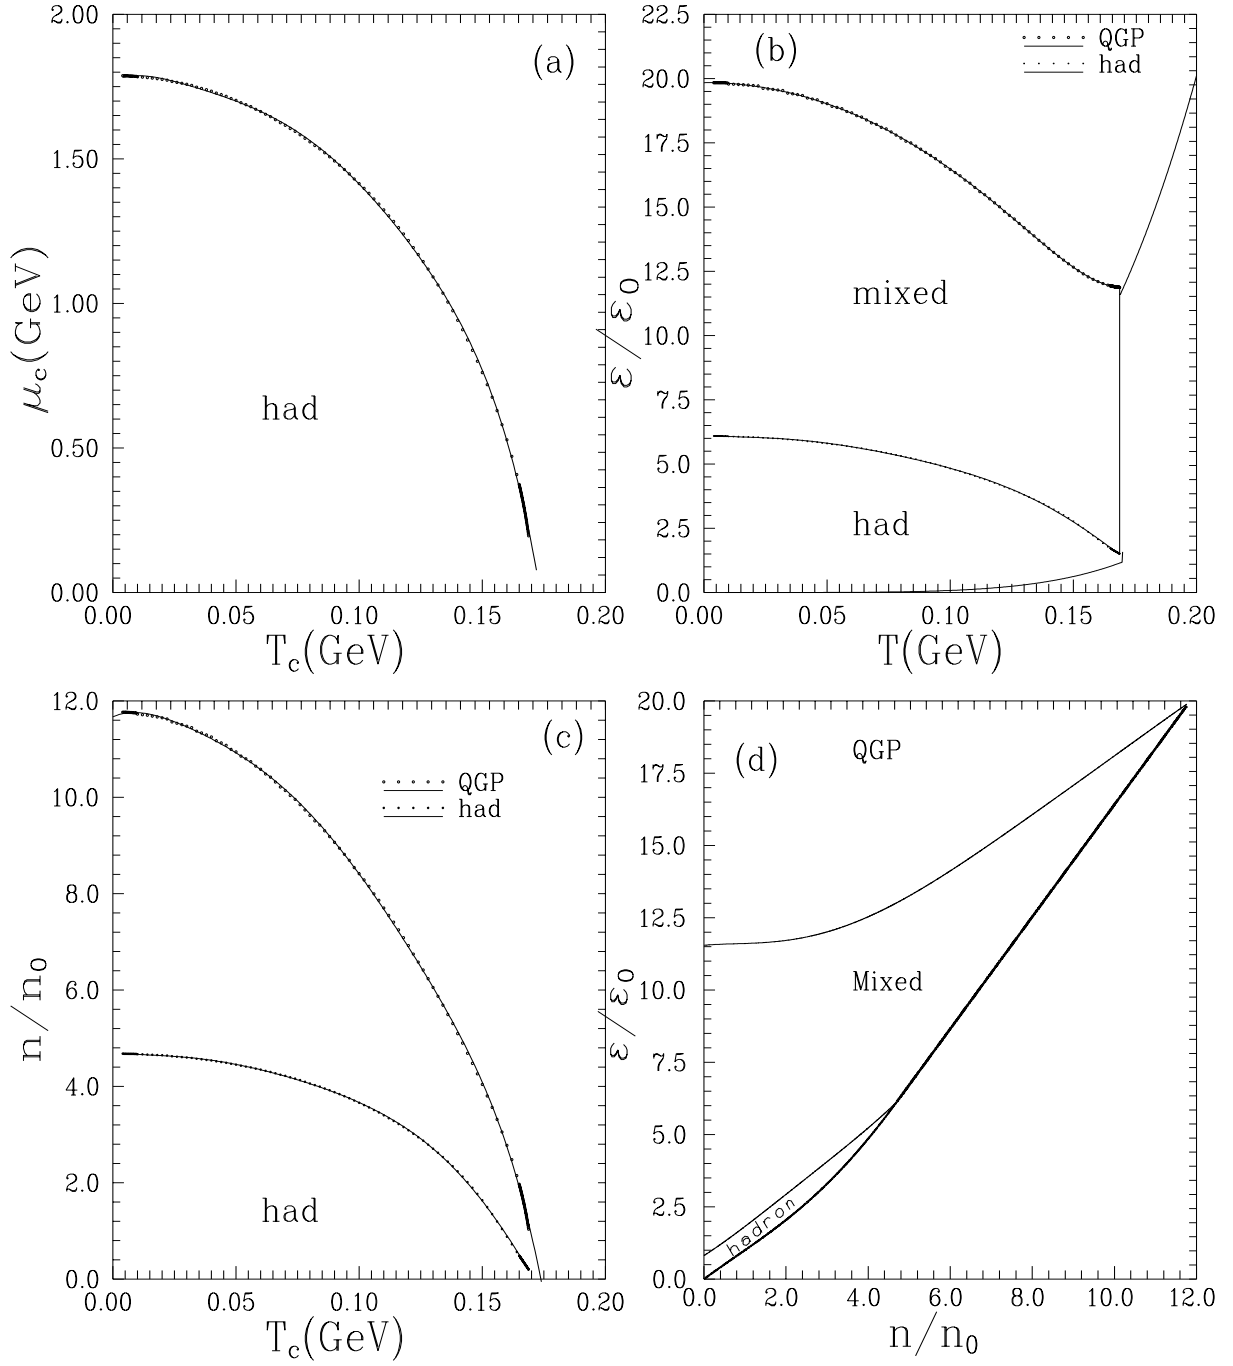 (a)
2.00
1.50
1.00
0.50
0.00
μc(GeV)
had
0.00 0.05 0.10 0.15 0.20
Tc(GeV)
(b)
QGP
had
22.5
20.0
17.5
15.0
12.5
10.0
7.5
5.0
2.5
0.0
ε/ε0
mixed
had
0.00 0.05 0.10 0.15 0.20
T(GeV)
(c)
QGP
had
12.0
10.0
8.0
6.0
4.0
2.0
0.0
n/n0
had
0.00 0.05 0.10 0.15 0.20
Tc(GeV)
(d)
QGP
20.0
17.5
15.0
12.5
10.0
7.5
5.0
2.5
0.0
ε/ε0
Mixed
hadron
0.0 2.0 4.0 6.0 8.0 10.0 12.0
n/n0